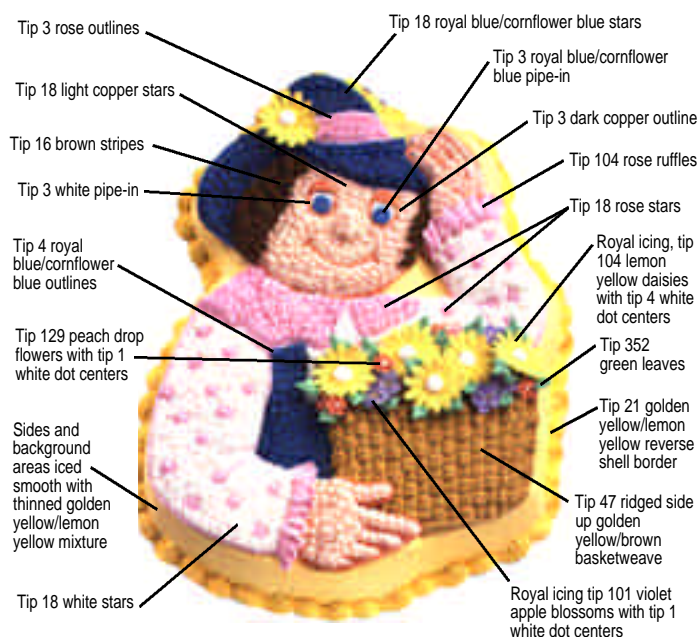 Tip 3 rose outlines
Tip 18 royal blue/cornflower blue stars
Tip 3 royal blue/cornflower
blue pipe-in
Tip 18 light copper stars
Tip 3 dark copper outline
Tip 16 brown stripes
Tip 104 rose ruffles
Tip 3 white pipe-in
Tip 18 rose stars
Tip 4 royal
blue/cornflower
blue outlines
Royal icing, tip
104 lemon
yellow daisies
with tip 4 white
dot centers
Tip 129 peach drop
flowers with tip 1
white dot centers
Tip 352
green leaves
Tip 21 golden
yellow/lemon
yellow reverse
shell border
Sides and
background
areas iced
smooth with
thinned golden
yellow/lemon
yellow mixture
Tip 47 ridged side
up golden
yellow/brown
basketweave
Tip 18 white stars
Royal icing tip 101 violet
apple blossoms with tip 1
white dot centers